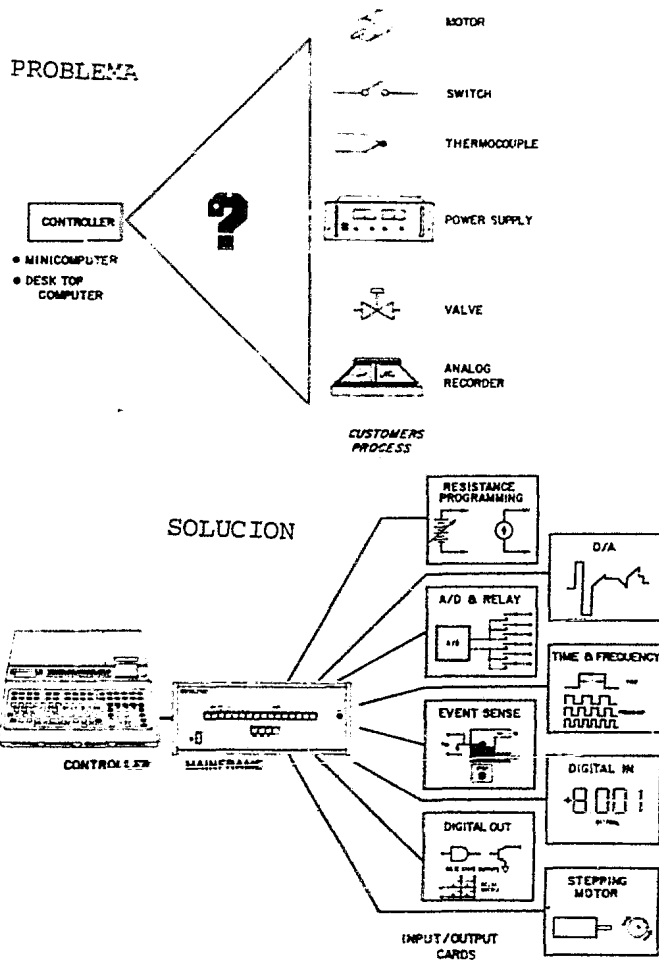 PROBLEMA
MOTOR
SWITCH
THERMOCOUPLE
?
CONTROLLER
POWER SUPPLY
• MINICOMPUTER
• DESK TOP
COMPUTER
VALVE
ANALOG
RECORDER
CUSTOMERS
PROCESS
SOLUCION
RESISTANCE
PROGRAMMING
D/A
A/D & RELAY
A/D
TIME & FREQUENCY
EVENT SENSE
CONTROLLER
MAINFRAME
DIGITAL IN
+8001
DIGITAL OUT
STEPPING
MOTOR
INPUT/OUTPUT
CARDS